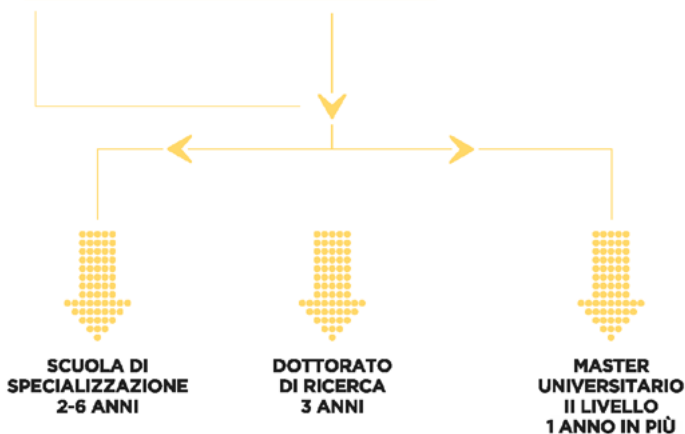 SCUOLA DI
SPECIALIZZAZIONE
2-6 ANNI
DOTTORATO
DI RICERCA
3 ANNI
MASTER
UNIVERSITARIO
II LIVELLO
1 ANNO IN PIÙ